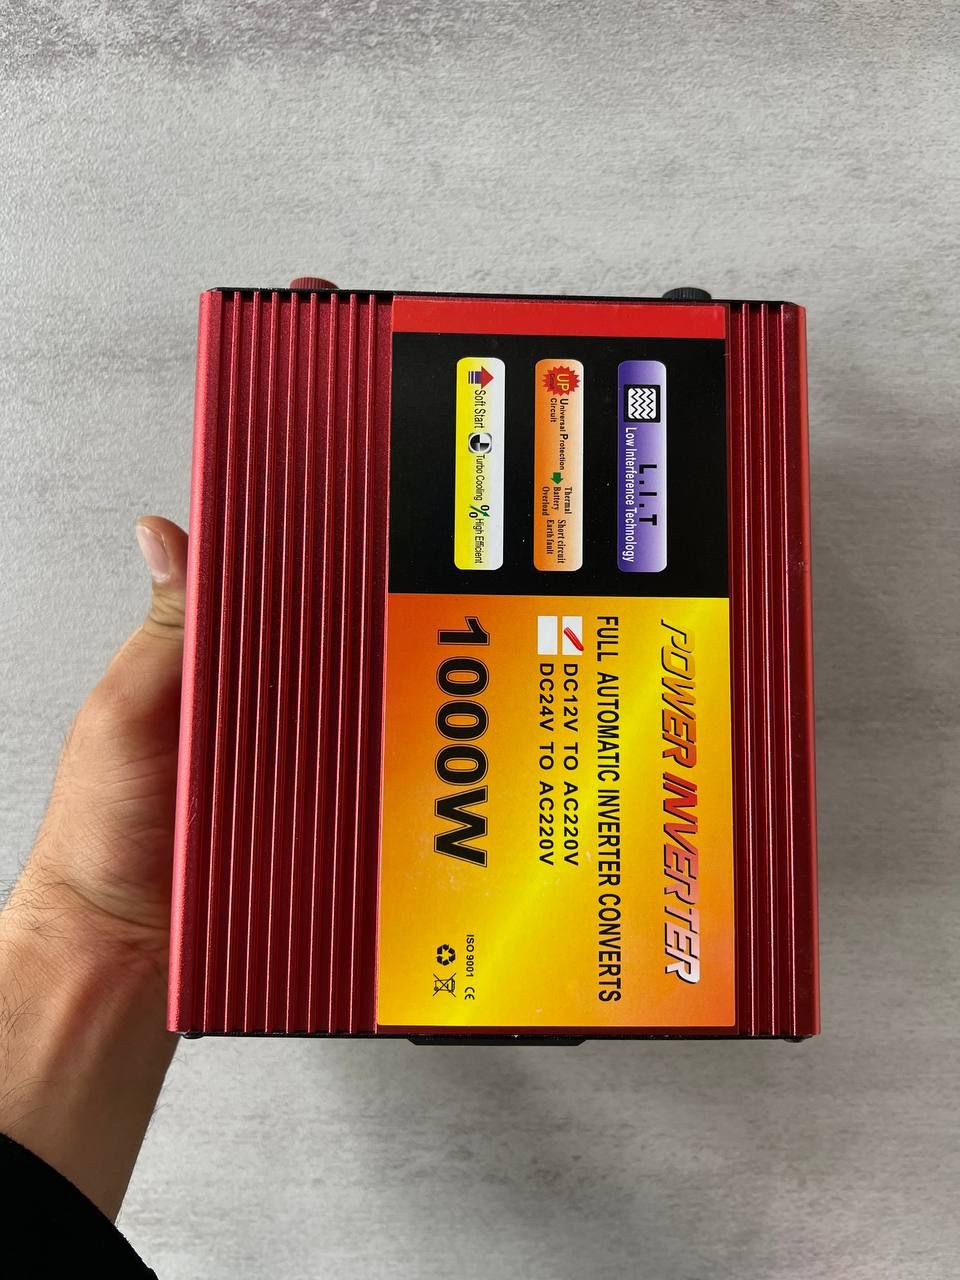 L.I.T
Low Interference Technology
UP
Universal Protection
Circuit
Thermal
Battery
Overload
Short circuit
Earth fault
Soft Start
Turbo Cooling
% High Efficient
POWER INVERTER
FULL AUTOMATIC INVERTER CONVERTS
DC12V TO AC220V
DC24V TO AC220V
1000W
ISO 9001 CE